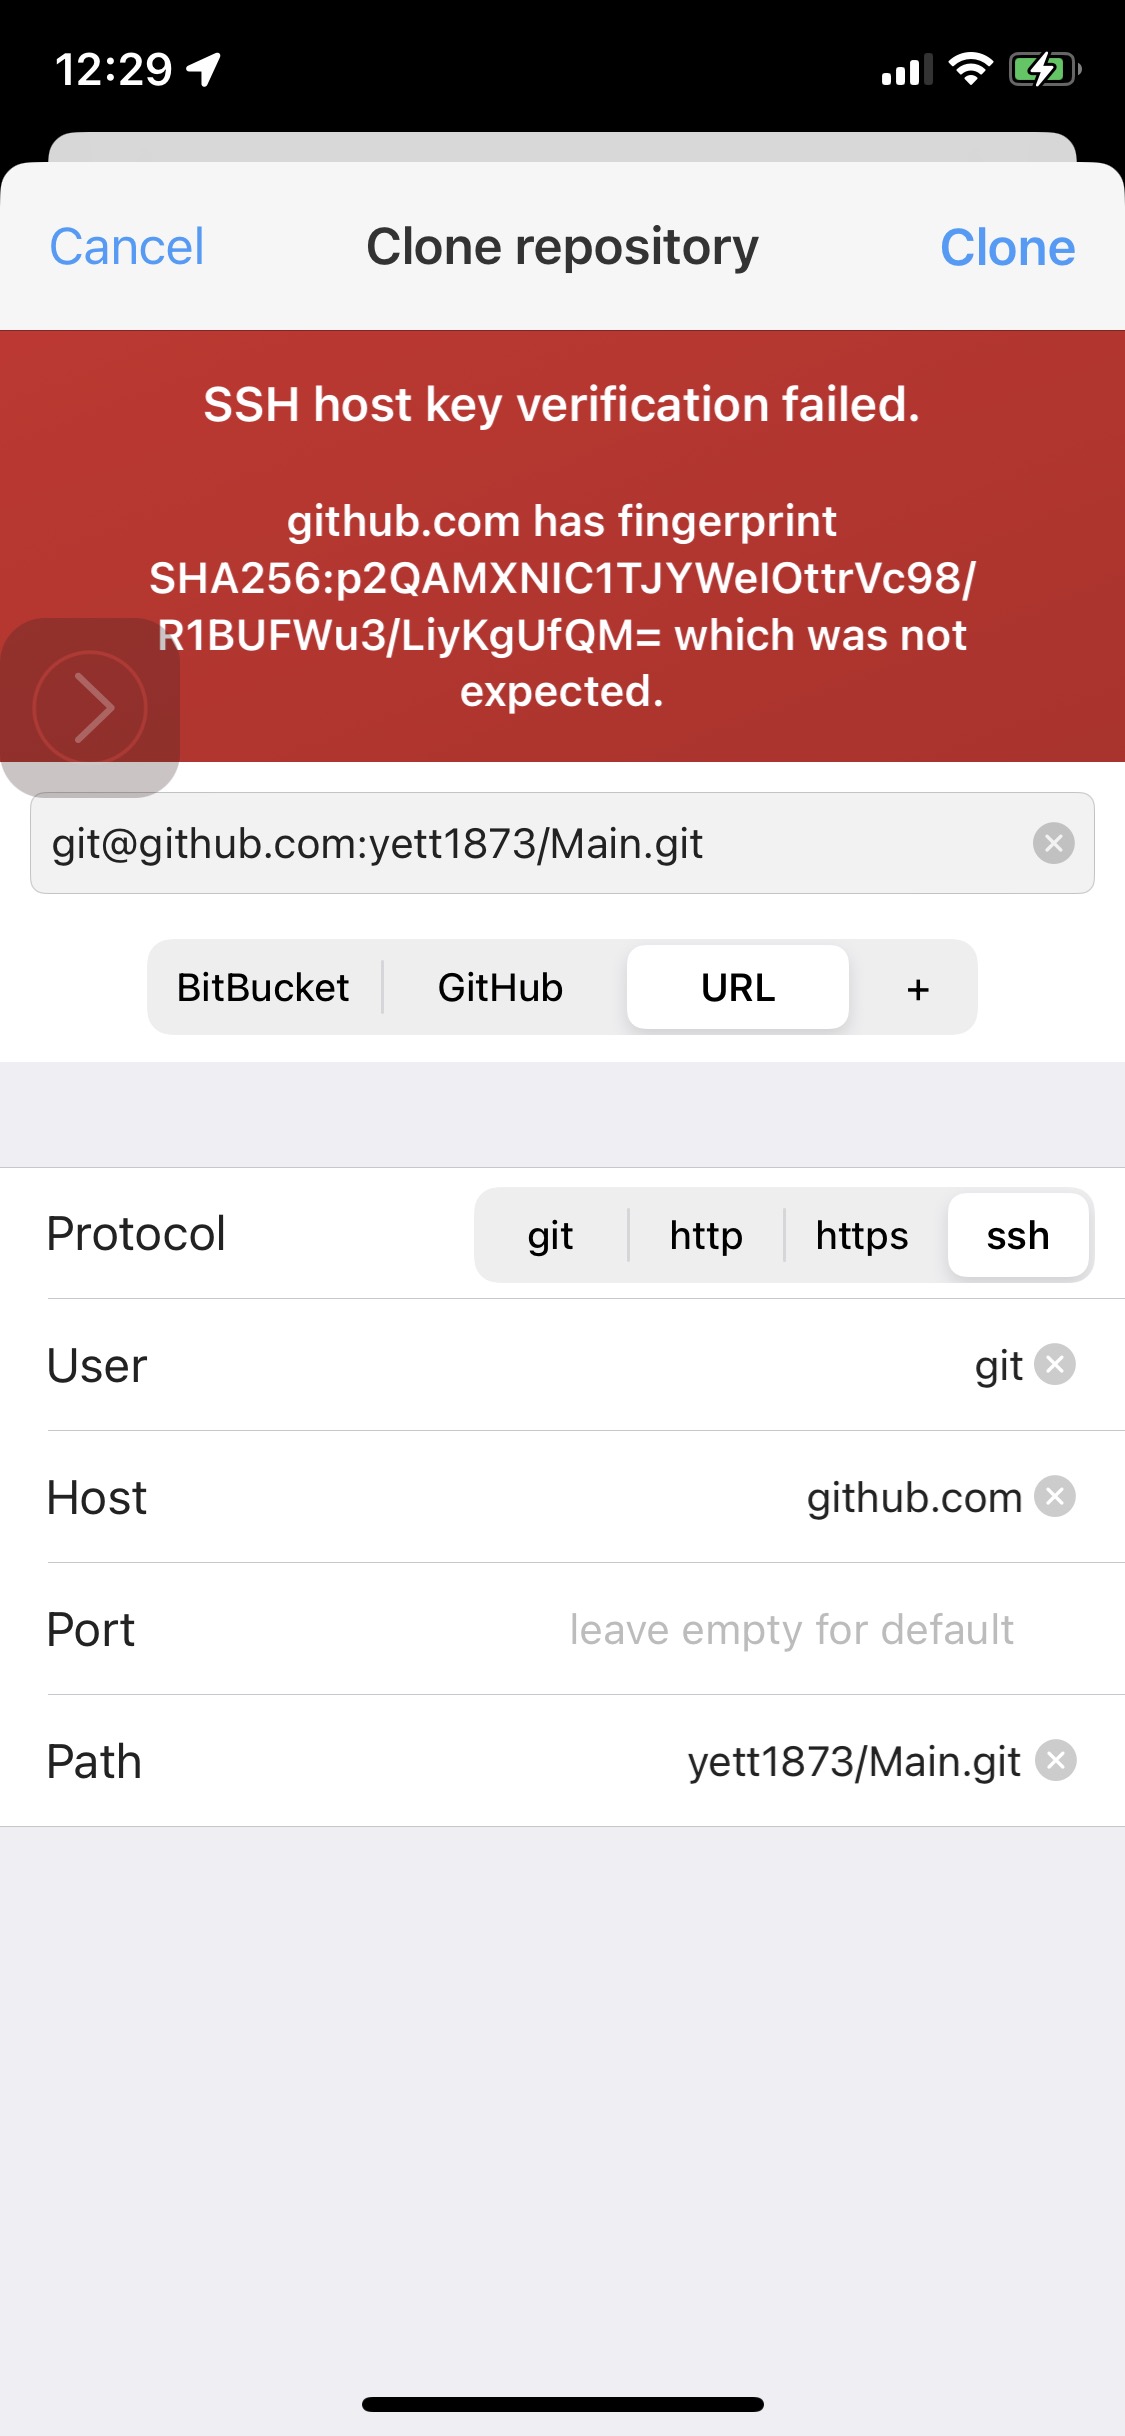 12:29
Cancel
Clone repository
Clone
SSH host key verification failed.
github.com has fingerprint
SHA256:p2QAMXNIC1TJYWeIOttrVc98/
R1BUFWu3/LiyKgUfQM= which was not
expected.
git@github.com:yett1873/Main.git
BitBucket
GitHub
URL
+
Protocol
git
http
https
ssh
User
git
Host
github.com
Port
leave empty for default
Path
yett1873/Main.git